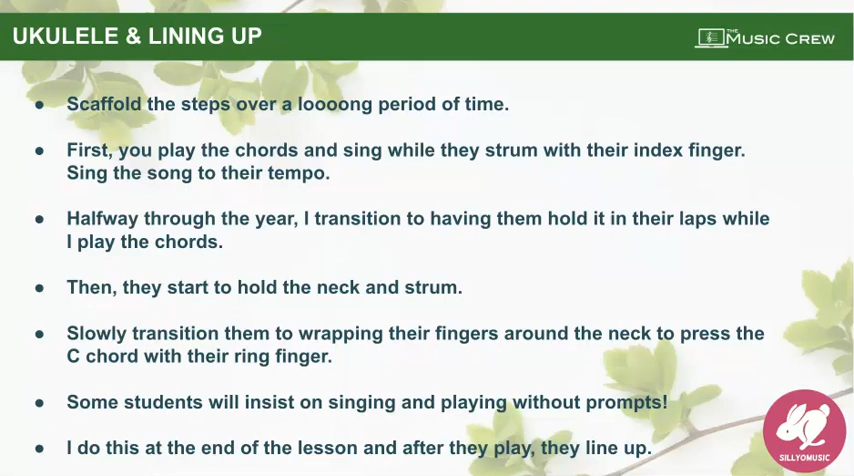 UKULELE & LINING UP
THE
MUSIC CREW
● Scaffold the steps over a loooong period of time.
● First, you play the chords and sing while they strum with their index finger.
Sing the song to their tempo.
● Halfway through the year, I transition to having them hold it in their laps while
I play the chords.
● Then, they start to hold the neck and strum.
● Slowly transition them to wrapping their fingers around the neck to press the
C chord with their ring finger.
● Some students will insist on singing and playing without prompts!
● I do this at the end of the lesson and after they play, they line up.
SILLYOMUSIC